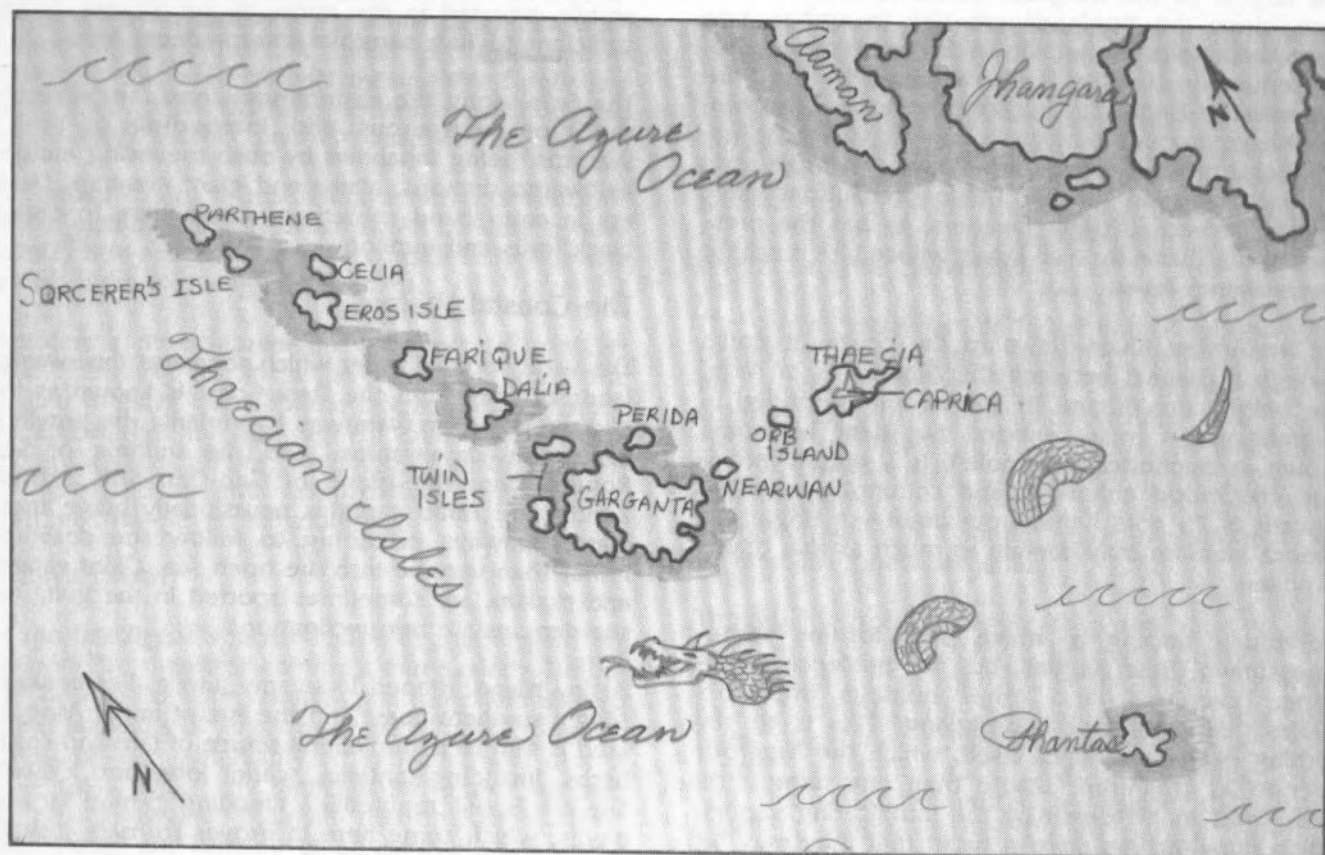 Aaman
Jhangara
N
The Azure
Ocean
PARTHENE
SORCERER'S ISLE
CELIA
EROS ISLE
FARIQUE
DALIA
Thaecian Isles
THAECIA
CAPRICA
PERIDA
ORB
ISLAND
TWIN
ISLES
GARGANTA
NEARWAN
The Azure Ocean
Phantas
N